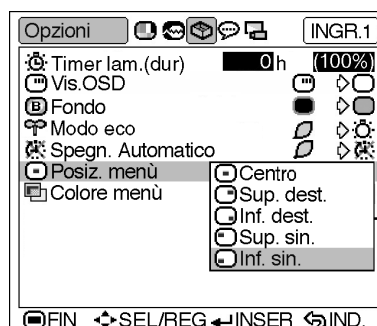 Opzioni INGR.1
Timer lam.(dur) 0 h (100%)
Vis.OSD
B Fondo
Modo eco
Spegn. Automatico
Posiz. menù
Colore menù
Centro
Sup. dest.
Inf. dest.
Sup. sin.
Inf. sin.
FIN SEL/REG INSER IND.